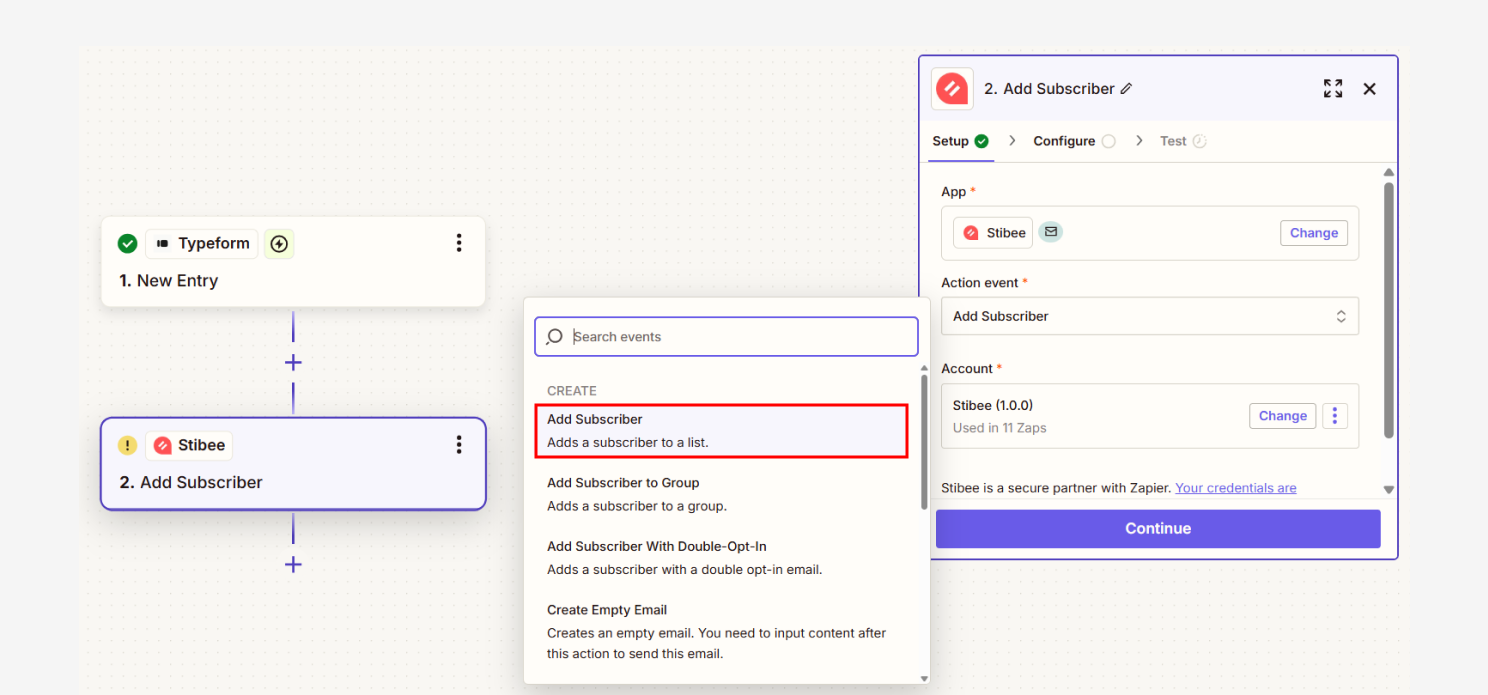 2. Add Subscriber
Setup
Configure
Test
App *
Stibee
Change
Action event *
Add Subscriber
Account *
Stibee (1.0.0)
Used in 11 Zaps
Change
Stibee is a secure partner with Zapier. Your credentials are
Continue
Typeform
1. New Entry
Stibee
2. Add Subscriber
Search events
CREATE
Add Subscriber
Adds a subscriber to a list.
Add Subscriber to Group
Adds a subscriber to a group.
Add Subscriber With Double-Opt-In
Adds a subscriber with a double opt-in email.
Create Empty Email
Creates an empty email. You need to input content after
this action to send this email.